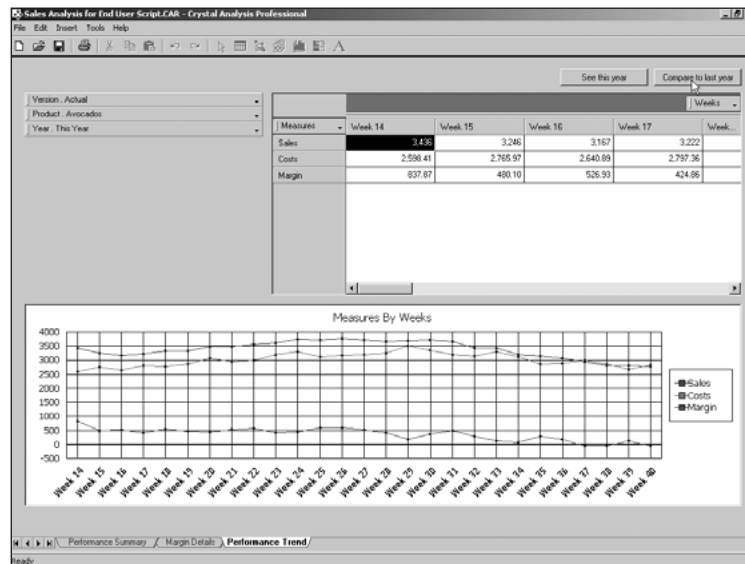 Sales Analysis for End User Script.CAR - Crystal Analysis Professional
File Edit Insert Tools Help
See this year Compare to last year
Version . Actual
Product . Avocados
Year . This Year
Weeks
Measures Week 14 Week 15 Week 16 Week 17 Week...
Sales 3,436 3,246 3,167 3,222
Costs 2,598.41 2,765.97 2,640.89 2,797.36
Margin 837.87 480.10 526.93 424.86
Measures By Weeks
4000
3500
3000
2500
2000
1500
1000
500
0
-500
Sales
Costs
Margin
Week 14 Week 15 Week 16 Week 17 Week 18 Week 19 Week 20 Week 21 Week 22 Week 23 Week 24 Week 25 Week 26 Week 27 Week 28 Week 29 Week 30 Week 31 Week 32 Week 33 Week 34 Week 35 Week 36 Week 37 Week 38 Week 39 Week 40
Performance Summary Margin Details Performance Trend
Ready